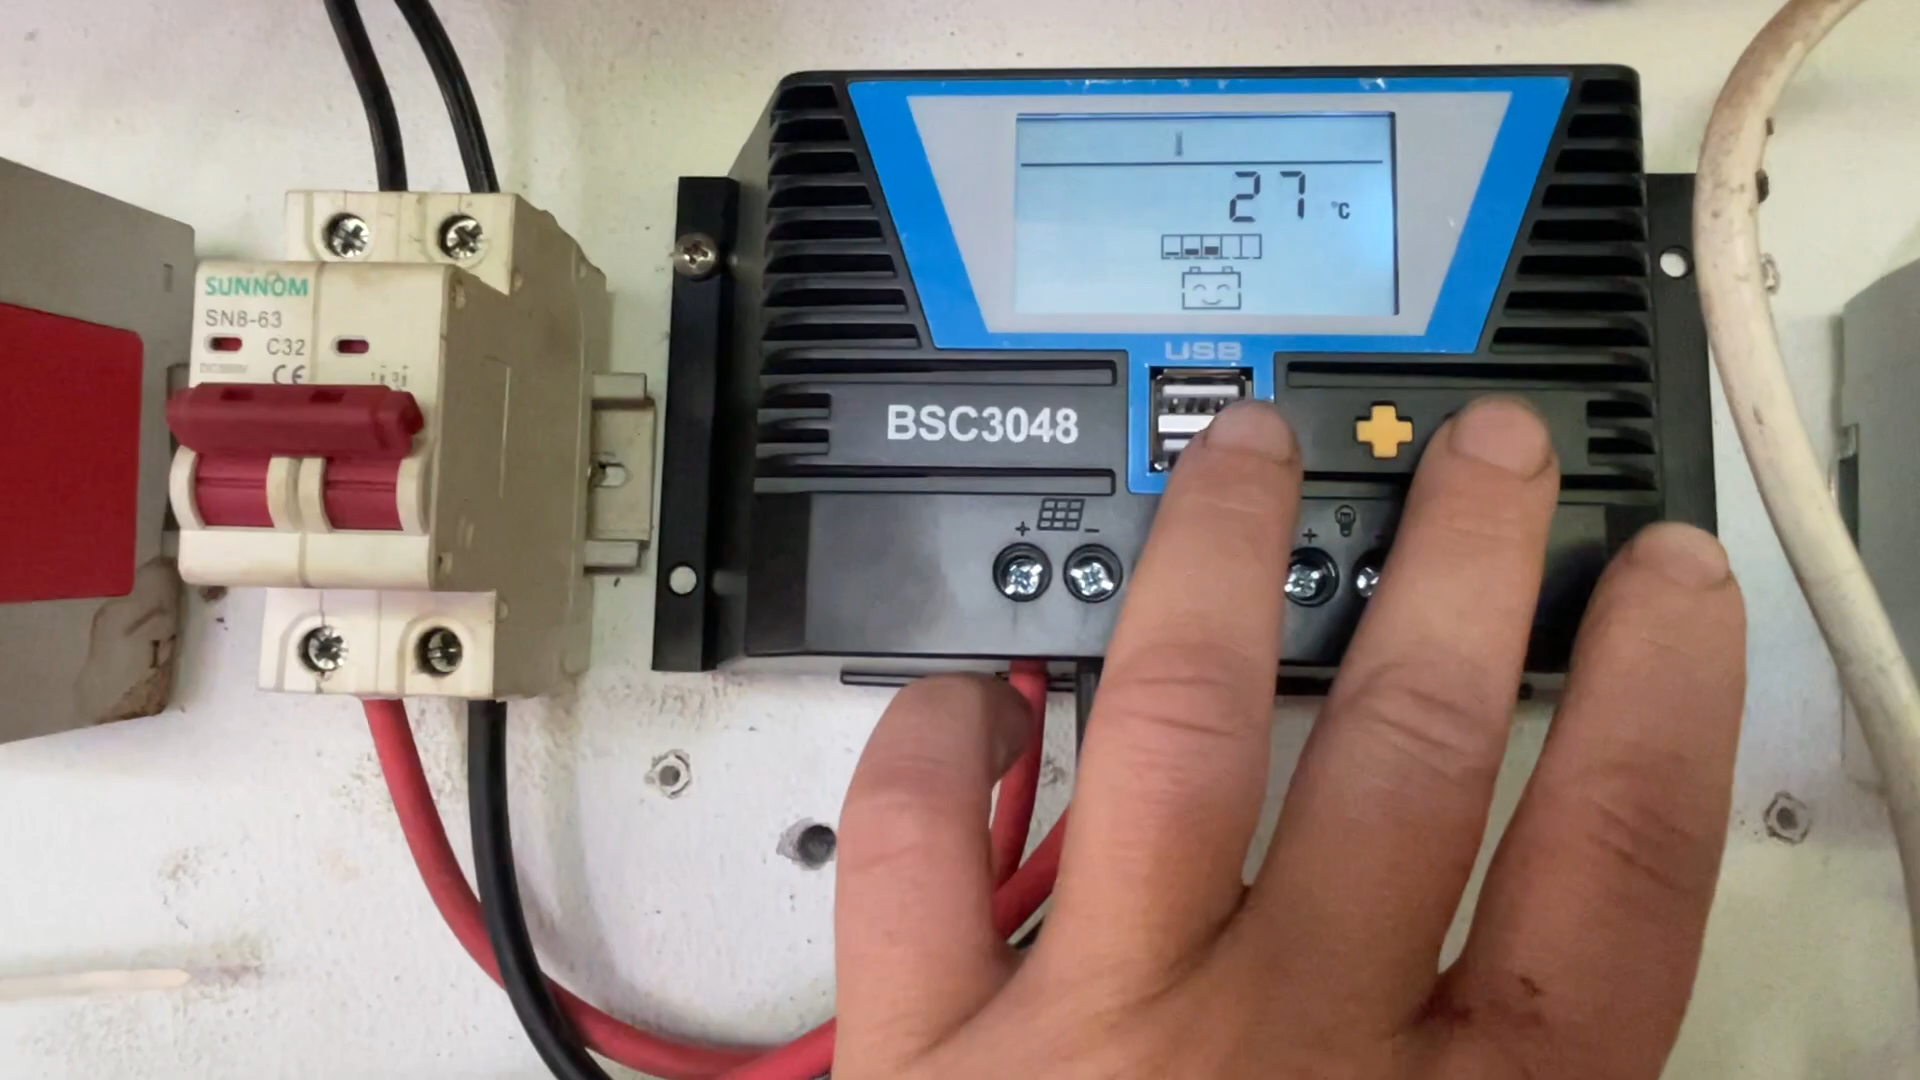 SUNNOM
SN8-63
C32
CE
27 °C
USB
BSC3048
+ −
+